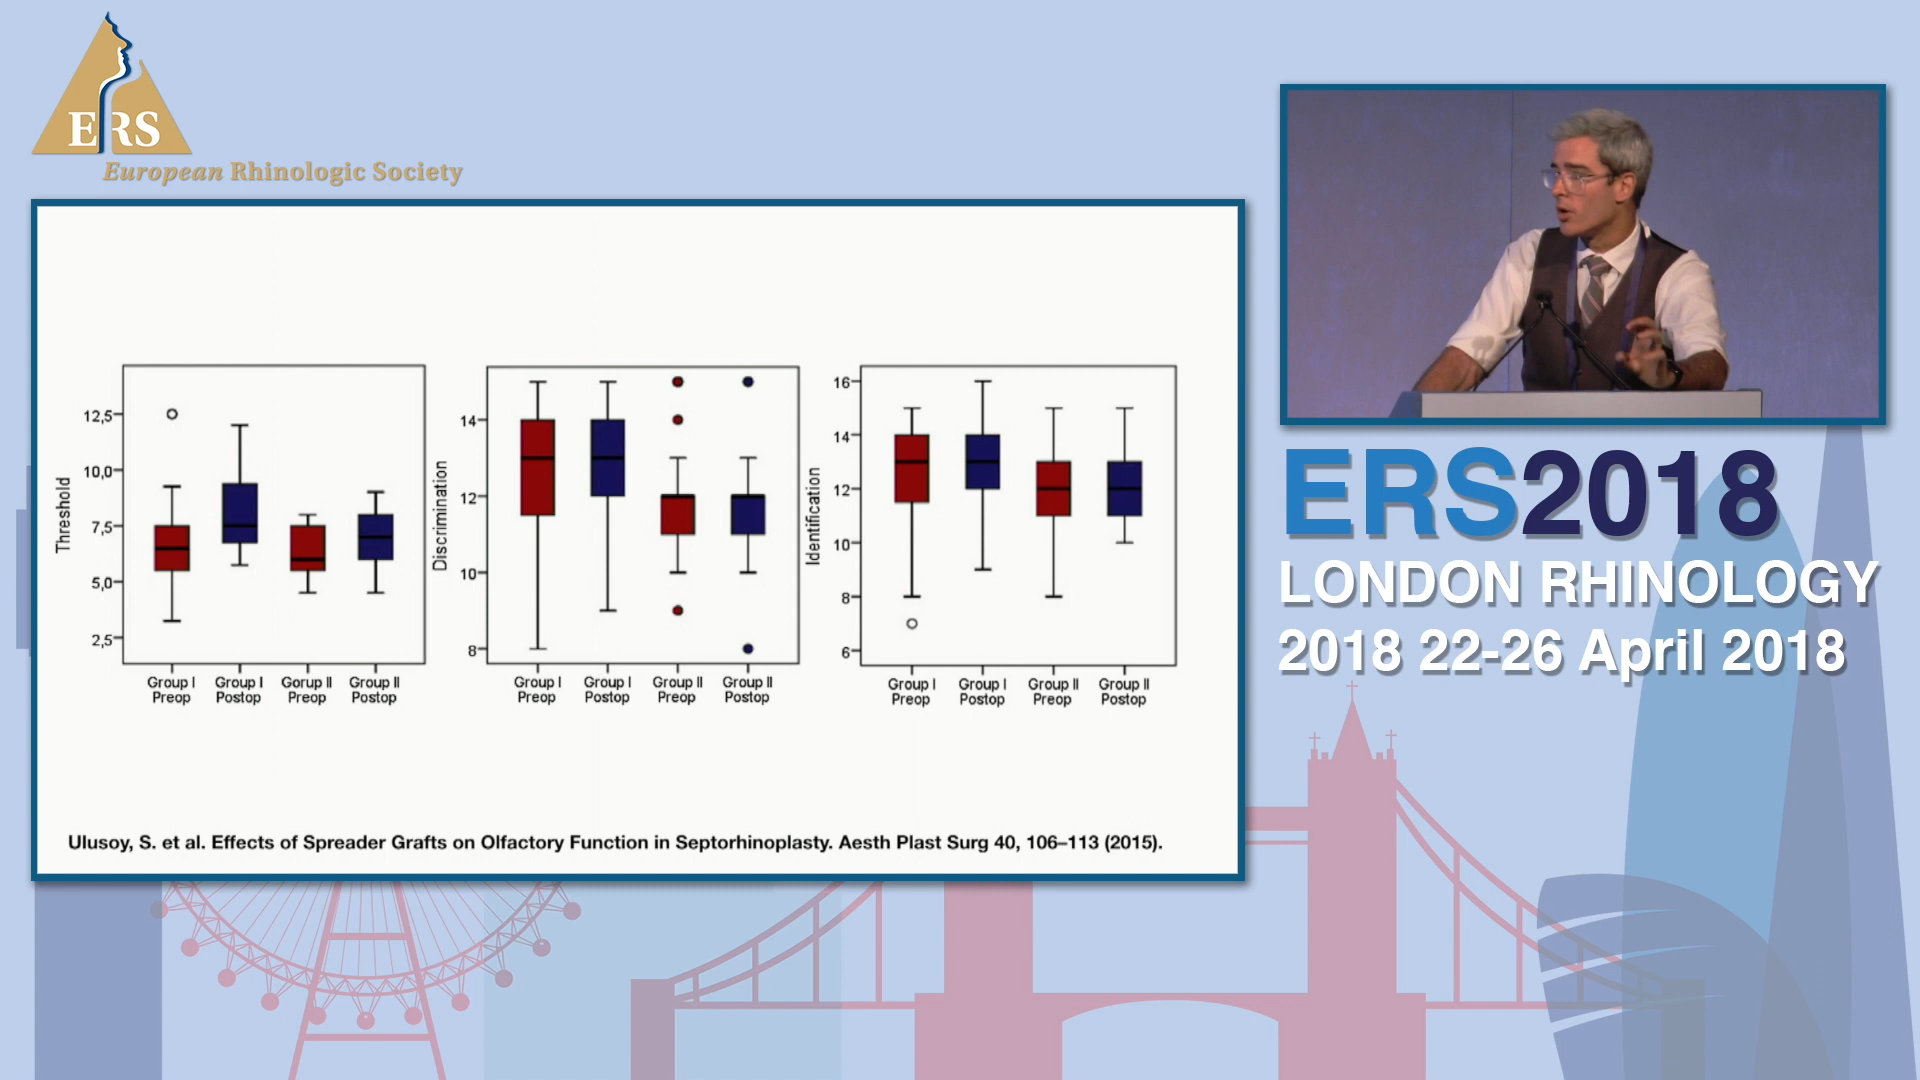 ERS
European Rhinologic Society
Threshold
12,5
10,0
7,5
5,0
2,5
Group I Preop
Group I Postop
Gorup II Preop
Group II Postop
Discrimination
14
12
10
8
Group I Preop
Group I Postop
Group II Preop
Group II Postop
Identification
16
14
12
10
8
6
Group I Preop
Group I Postop
Group II Preop
Group II Postop
Ulusoy, S. et al. Effects of Spreader Grafts on Olfactory Function in Septorhinoplasty. Aesth Plast Surg 40, 106–113 (2015).
ERS2018
LONDON RHINOLOGY
2018 22-26 April 2018